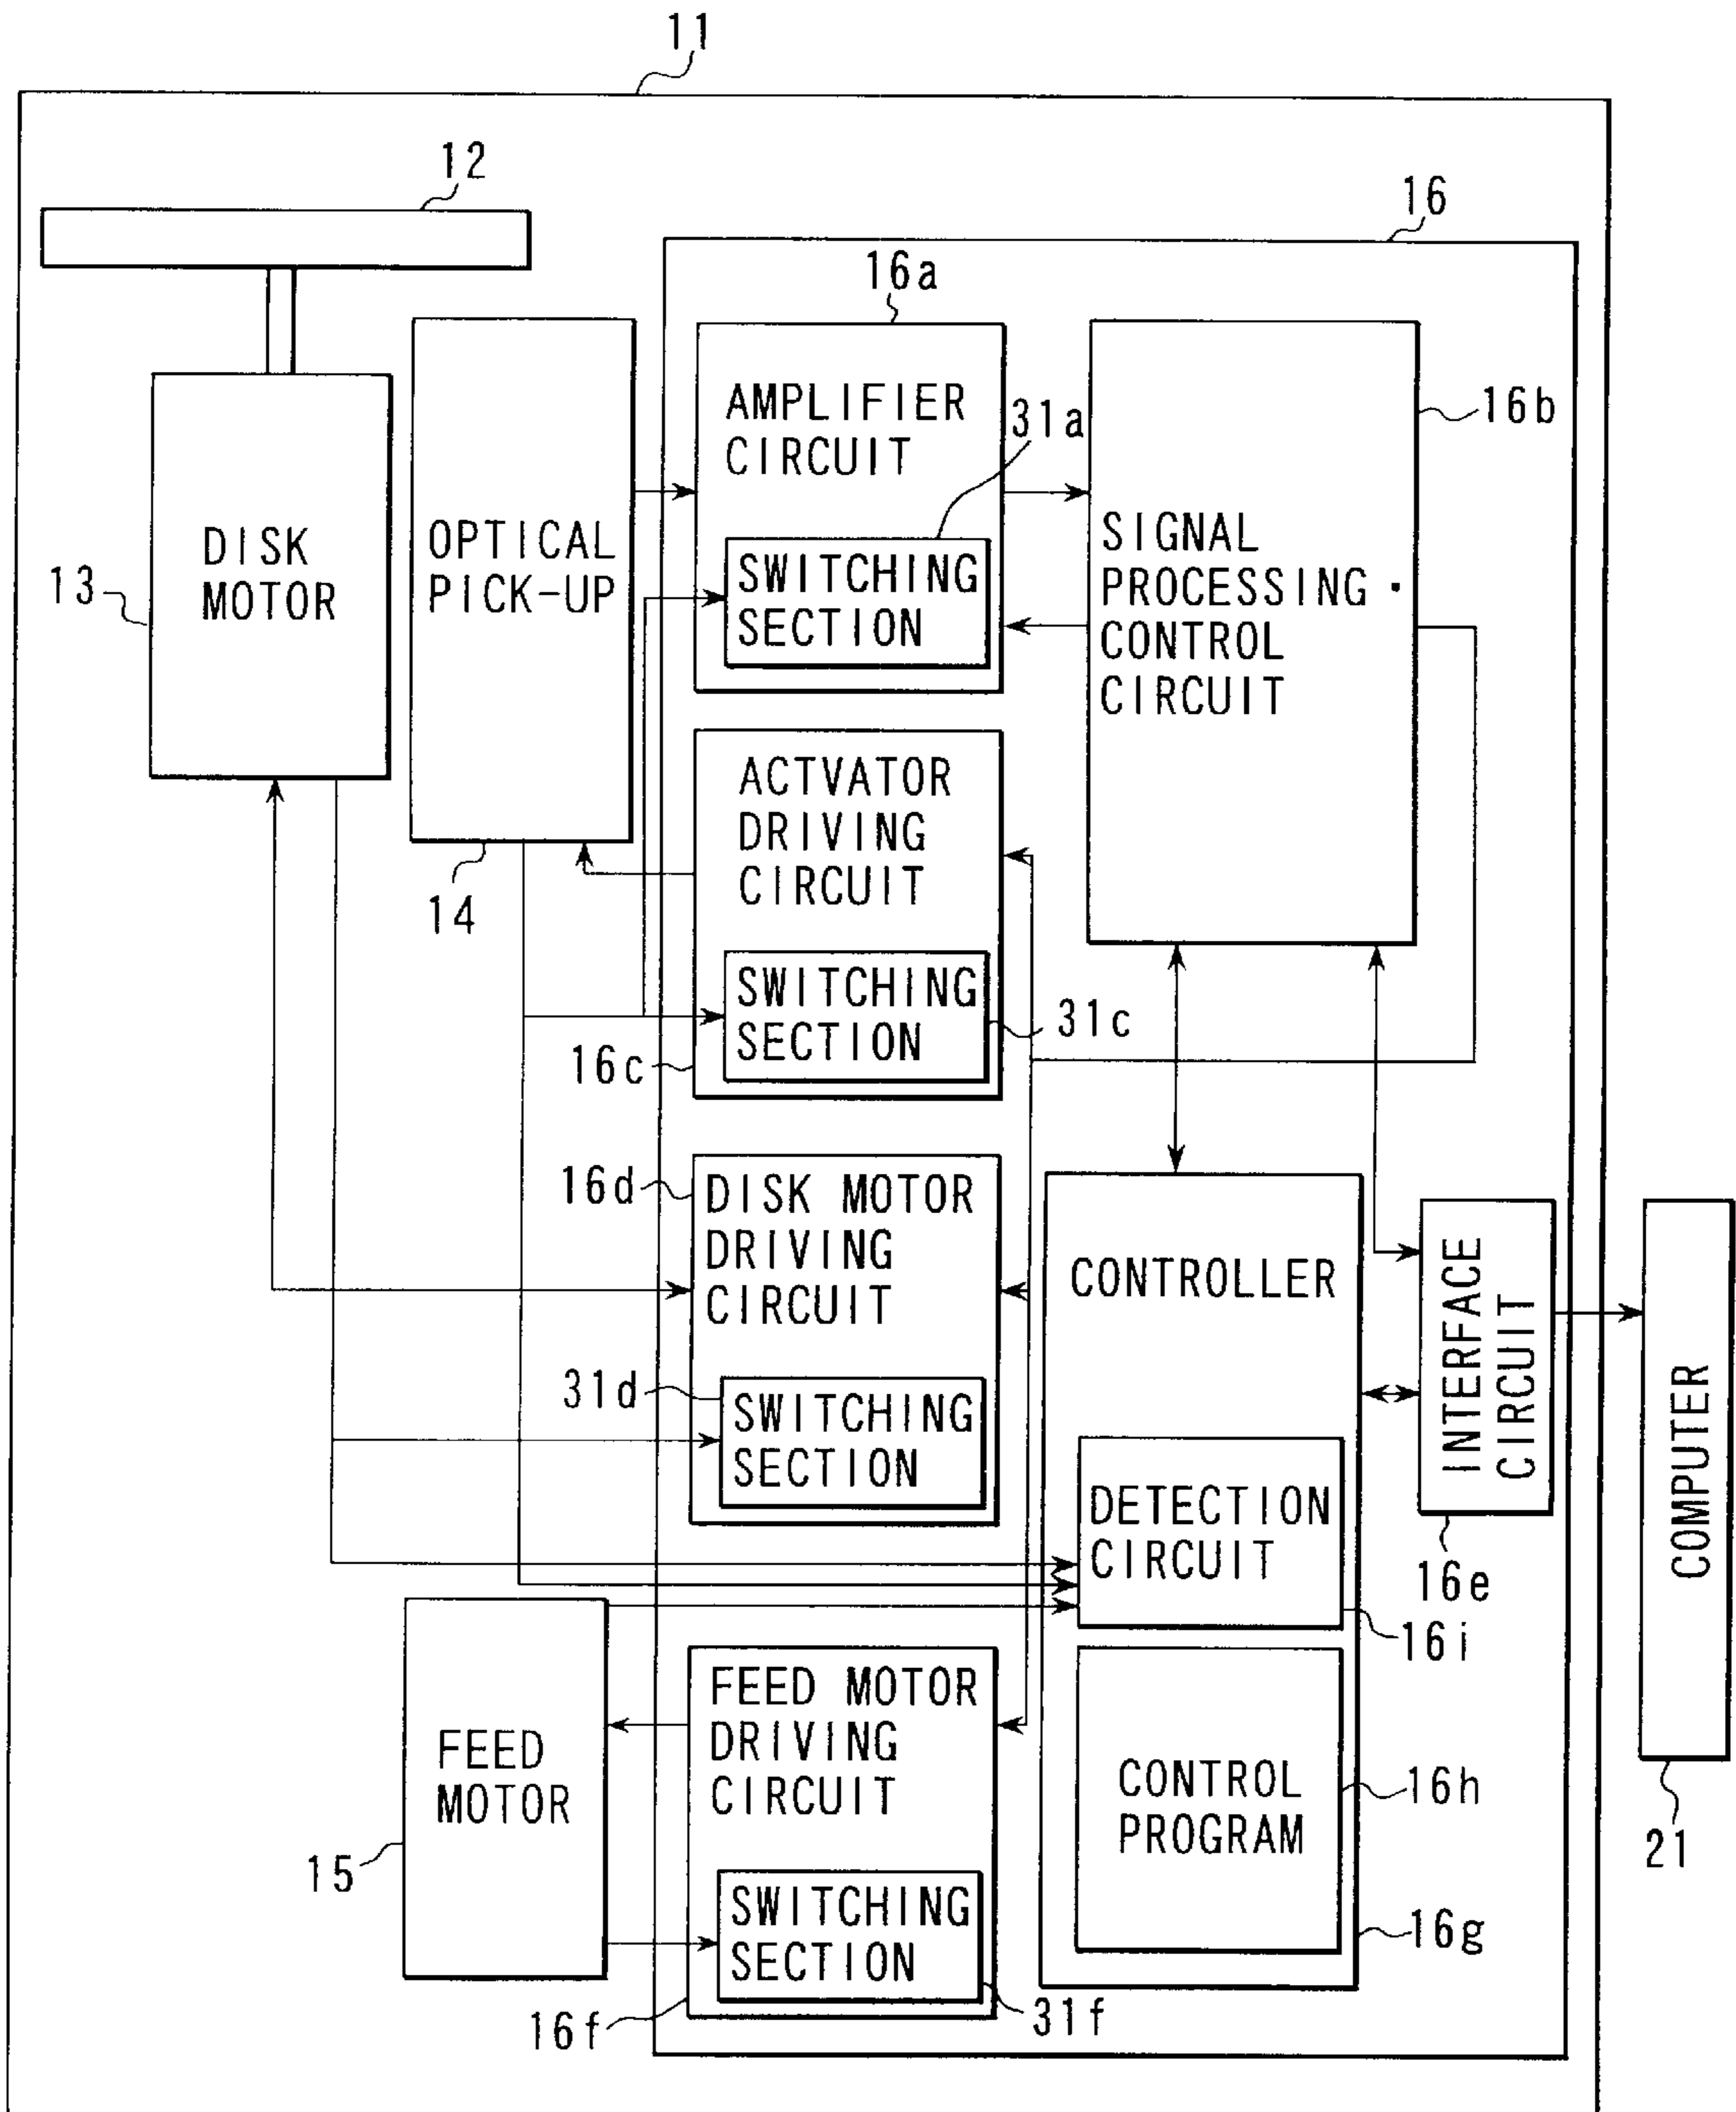 11
12
16
16a
AMPLIFIER
CIRCUIT
31a
16b
DISK
MOTOR
13
OPTICAL
PICK-UP
SWITCHING
SECTION
SIGNAL
PROCESSING・
CONTROL
CIRCUIT
ACTVATOR
DRIVING
CIRCUIT
14
SWITCHING
SECTION
31c
16c
16d
DISK MOTOR
DRIVING
CIRCUIT
CONTROLLER
INTERFACE
CIRCUIT
31d
SWITCHING
SECTION
COMPUTER
DETECTION
CIRCUIT
16e
16i
FEED MOTOR
DRIVING
CIRCUIT
FEED
MOTOR
CONTROL
PROGRAM
16h
15
21
SWITCHING
SECTION
16g
16f
31f